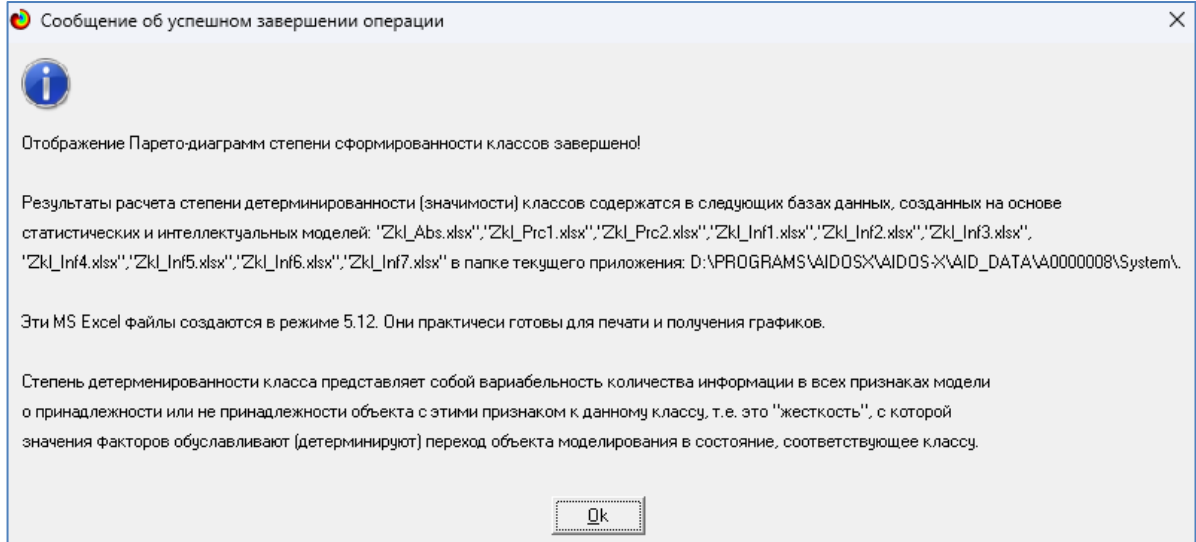 Сообщение об успешном завершении операции
Отображение Парето-диаграмм степени сформированности классов завершено!
Результаты расчета степени детерминированности (значимости) классов содержатся в следующих базах данных, созданных на основе
статистических и интеллектуальных моделей: "Zkl_Abs.xlsx","Zkl_Prc1.xlsx","Zkl_Prc2.xlsx","Zkl_Inf1.xlsx","Zkl_Inf2.xlsx","Zkl_Inf3.xlsx",
"Zkl_Inf4.xlsx","Zkl_Inf5.xlsx","Zkl_Inf6.xlsx","Zkl_Inf7.xlsx" в папке текущего приложения: D:\PROGRAMS\AIDOSX\AIDOS-X\AID_DATA\A0000008\System\.
Эти MS Excel файлы создаются в режиме 5.12. Они практичеси готовы для печати и получения графиков.
Степень детерменированности класса представляет собой вариабельность количества информации в всех признаках модели
о принадлежности или не принадлежности объекта с этими признаком к данному классу, т.е. это "жесткость", с которой
значения факторов обуславливают (детерминируют) переход объекта моделирования в состояние, соответствующее классу.
Ok